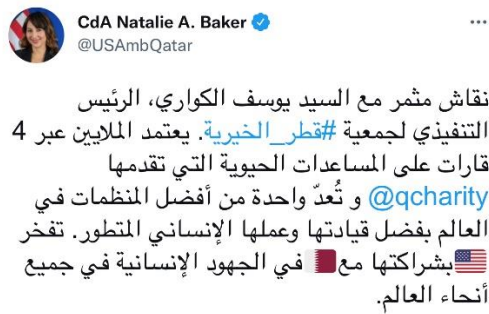 CdA Natalie A. Baker
@USAmbQatar
نقاش مثمر مع السيد يوسف الكواري، الرئيس
التنفيذي لجمعية #قطر_الخيرية. يعتمد الملايين عبر 4
قارات على المساعدات الحيوية التي تقدمها
@qcharity و تُعدّ واحدة من أفضل المنظمات في
العالم بفضل قيادتها وعملها الإنساني المتطور. تفخر
🇺🇸بشراكتها مع🇶🇦في الجهود الإنسانية في جميع
أنحاء العالم.